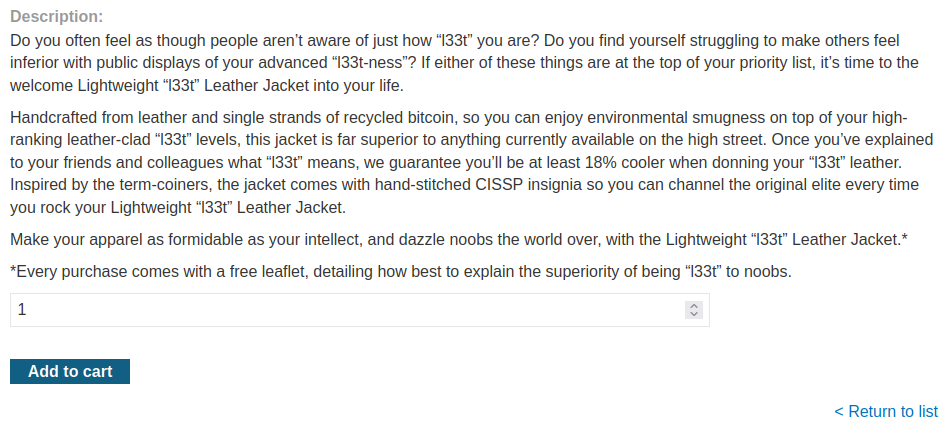 Description:
Do you often feel as though people aren’t aware of just how “l33t” you are? Do you find yourself struggling to make others feel
inferior with public displays of your advanced “l33t-ness”? If either of these things are at the top of your priority list, it’s time to the
welcome Lightweight “l33t” Leather Jacket into your life.
Handcrafted from leather and single strands of recycled bitcoin, so you can enjoy environmental smugness on top of your high-
ranking leather-clad “l33t” levels, this jacket is far superior to anything currently available on the high street. Once you’ve explained
to your friends and colleagues what “l33t” means, we guarantee you’ll be at least 18% cooler when donning your “l33t” leather.
Inspired by the term-coiners, the jacket comes with hand-stitched CISSP insignia so you can channel the original elite every time
you rock your Lightweight “l33t” Leather Jacket.
Make your apparel as formidable as your intellect, and dazzle noobs the world over, with the Lightweight “l33t” Leather Jacket.*
*Every purchase comes with a free leaflet, detailing how best to explain the superiority of being “l33t” to noobs.
1
Add to cart
< Return to list